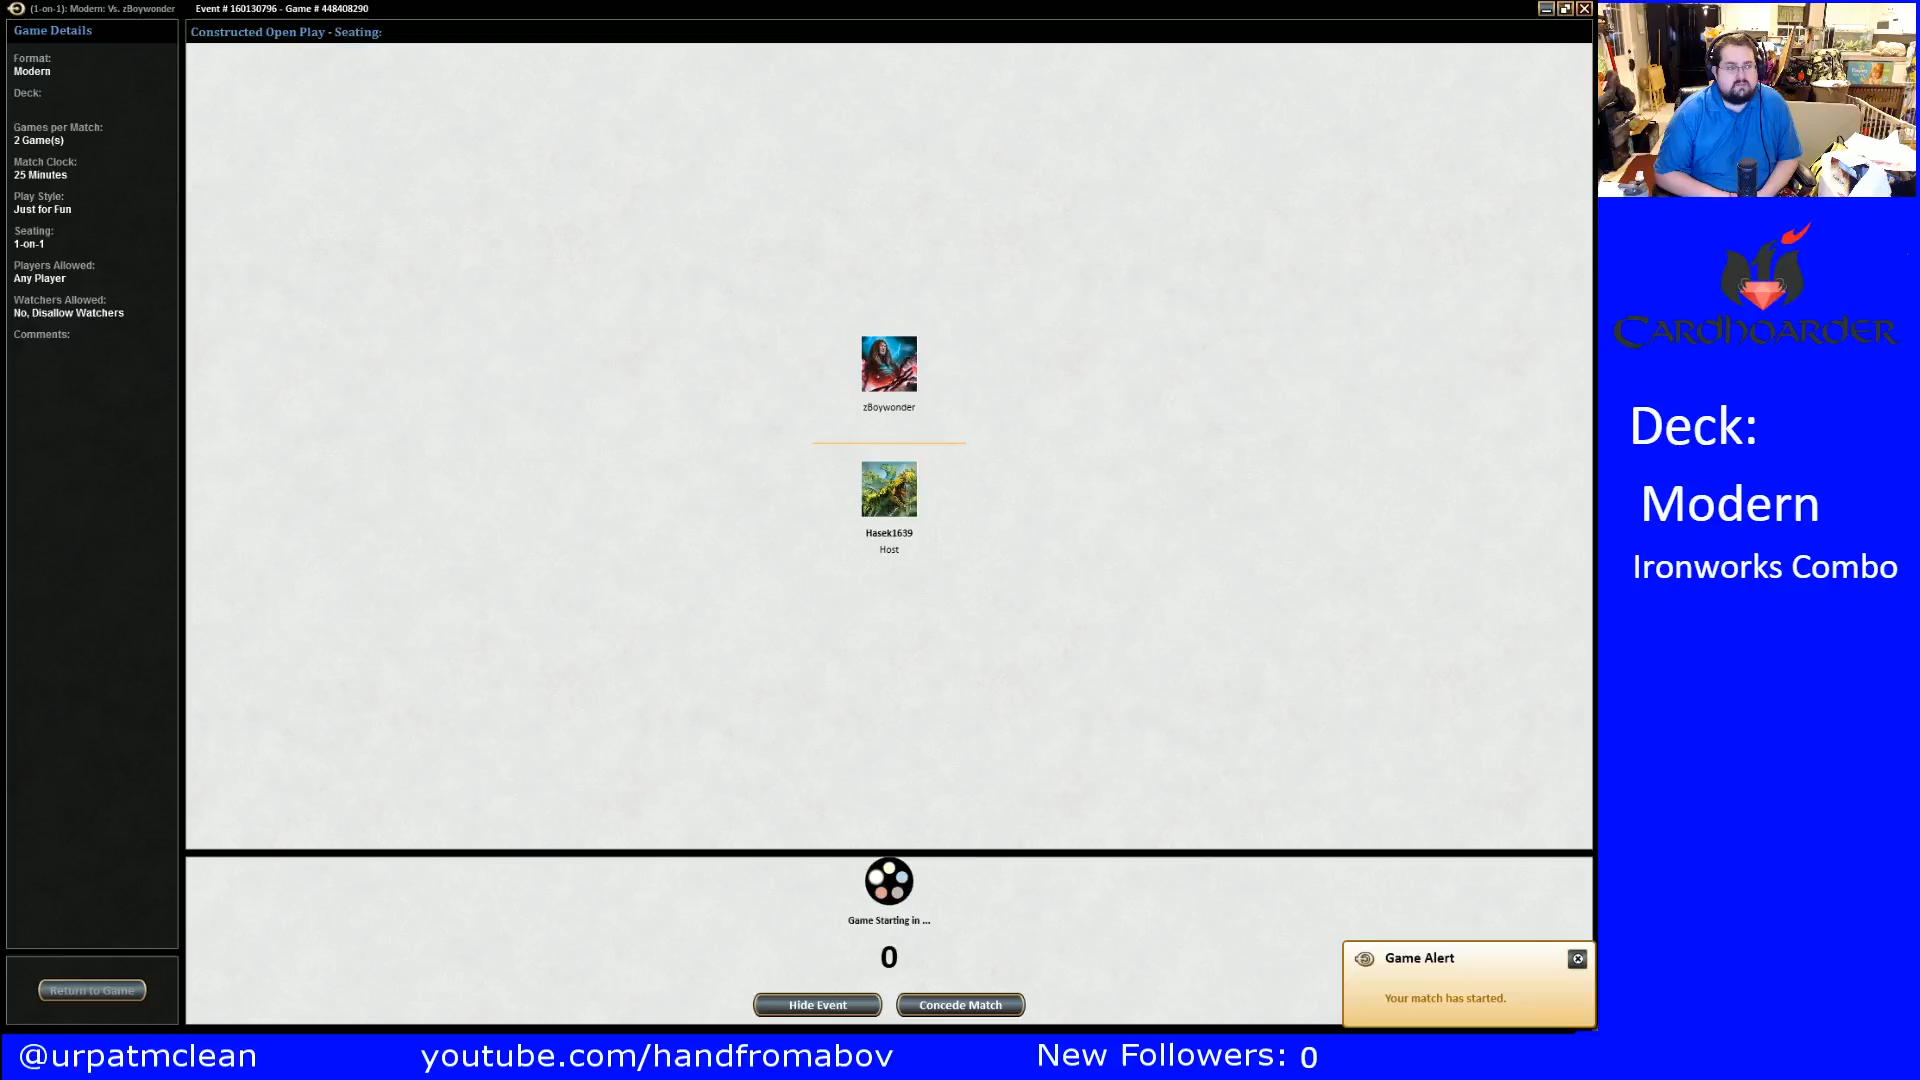 (1-on-1): Modern: Vs. zBoywonder
Event # 160130796 - Game # 448408290
Game Details
Constructed Open Play - Seating:
Format:
Modern
Deck:
Games per Match:
2 Game(s)
Match Clock:
25 Minutes
Play Style:
Just for Fun
Seating:
1-on-1
Players Allowed:
Any Player
Watchers Allowed:
No, Disallow Watchers
Comments:
zBoywonder
Hasek1639
Host
Game Starting in ...
0
Hide Event
Concede Match
Return to Game
Game Alert
Your match has started.
Cardhoarder
Deck:
Modern
Ironworks Combo
@urpatmclean
youtube.com/handfromabov
New Followers: 0